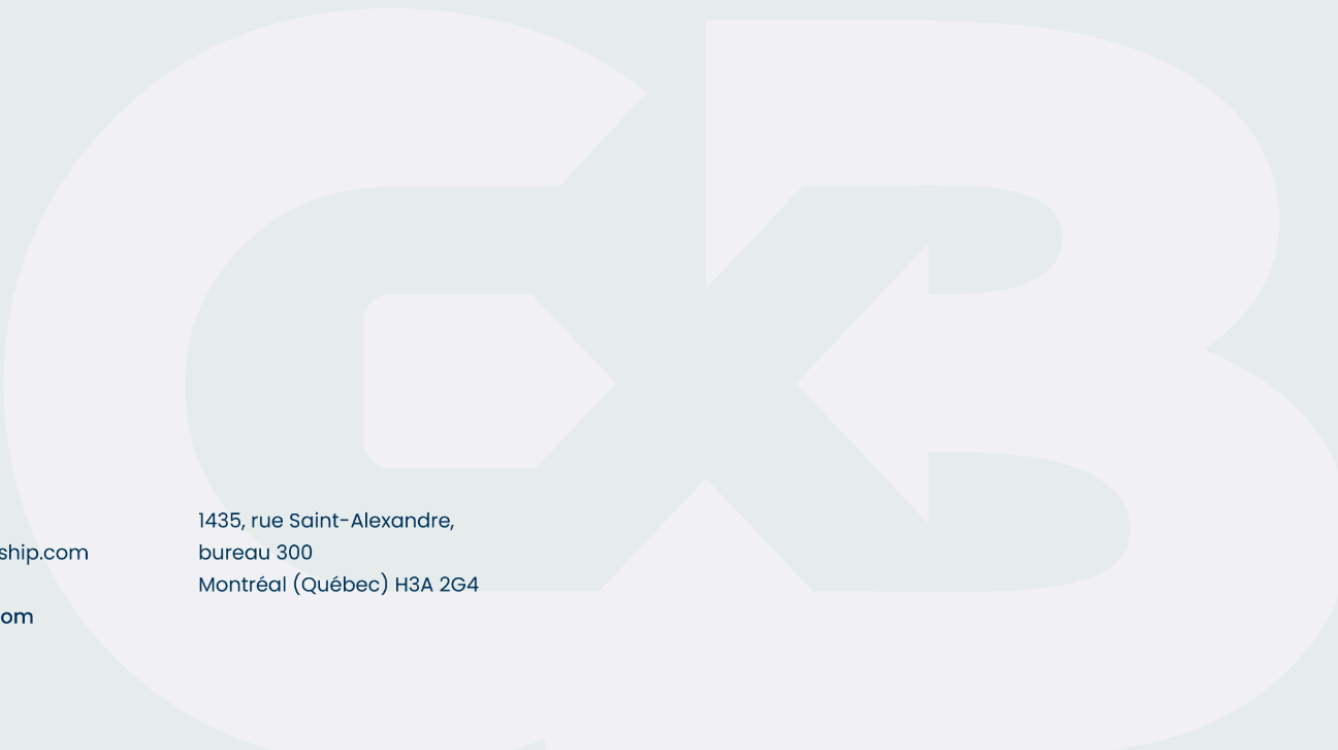 ship.com
om
1435, rue Saint-Alexandre,
bureau 300
Montréal (Québec) H3A 2G4